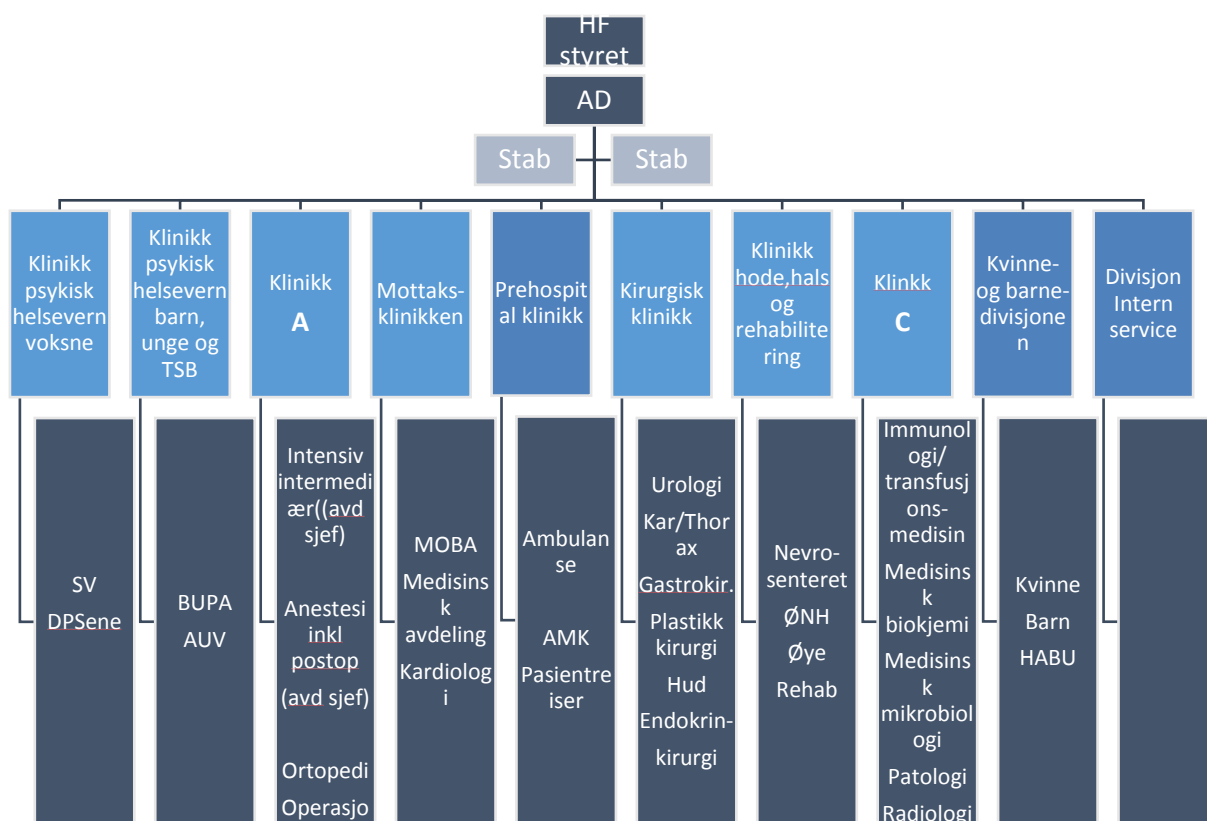 HF
styret
AD
Stab
Stab
Klinikk
psykisk
helsevern
voksne
Klinikk
psykisk
helsevern
barn,
unge og
TSB
Klinikk
A
Mottaks-
klinikken
Prehospit
al klinikk
Kirurgisk
klinikk
Klinikk
hode,hals
og
rehabilite
ring
Klinkk
C
Kvinne-
og barne-
divisjone
n
Divisjon
Intern
service
SV
DPSene
BUPA
AUV
Intensiv
intermedi
ær((avd
sjef)
Anestesi
inkl
postop
(avd sjef)
Ortopedi
Operasjo
MOBA
Medisins
k
avdeling
Kardiolog
i
Ambulan
se
AMK
Pasientre
iser
Urologi
Kar/Thor
ax
Gastrokir.
Plastikk
kirurgi
Hud
Endokrin-
kirurgi
Nevro-
senteret
ØNH
Øye
Rehab
Immunol
ogi/
transfusj
ons-
medisin
Medisins
k
biokjemi
Medisins
k
mikrobiol
ogi
Patologi
Radiologi
Kvinne
Barn
HABU